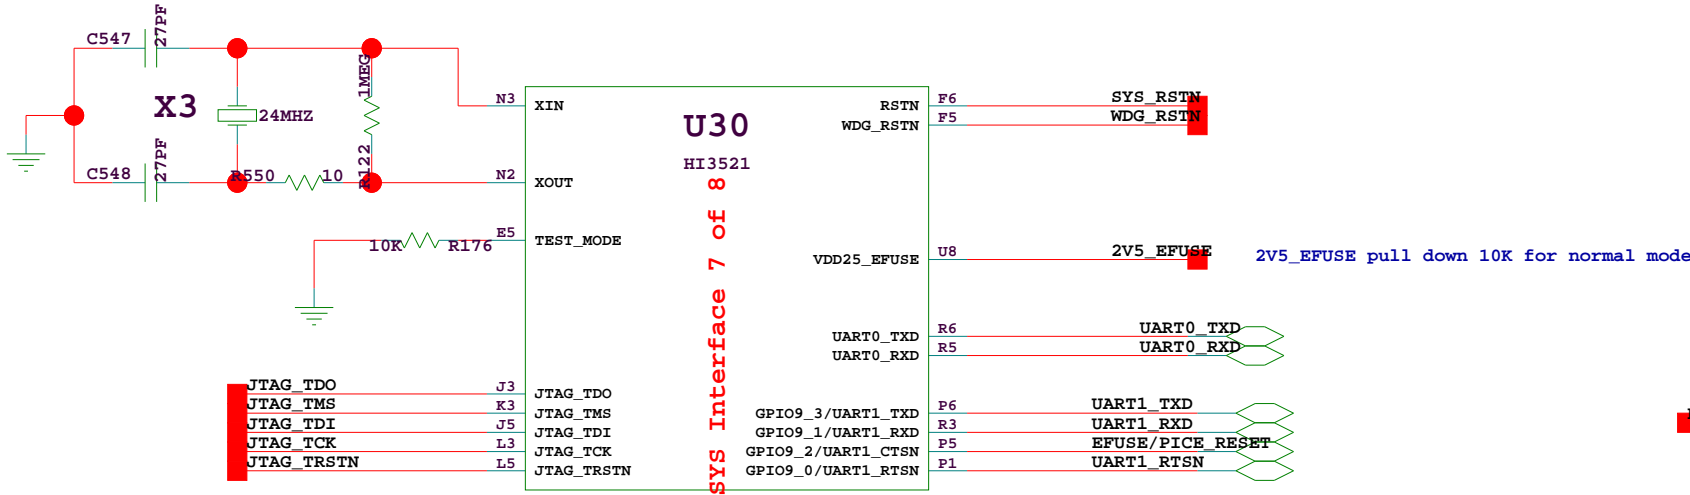 C547
27PF
X3
24MHZ
1MEG
C548
27PF
R550
10
R122
10K
R176
N3 XIN
N2 XOUT
E5 TEST_MODE
JTAG_TDO J3 JTAG_TDO
JTAG_TMS K3 JTAG_TMS
JTAG_TDI J5 JTAG_TDI
JTAG_TCK L3 JTAG_TCK
JTAG_TRSTN L5 JTAG_TRSTN
U30
HI3521
SYS Interface 7 of 8
RSTN F6 SYS_RSTN
WDG_RSTN F5 WDG_RSTN
VDD25_EFUSE U8 2V5_EFUSE
2V5_EFUSE pull down 10K for normal mode
UART0_TXD R6 UART0_TXD
UART0_RXD R5 UART0_RXD
GPIO9_3/UART1_TXD P6 UART1_TXD
GPIO9_1/UART1_RXD R3 UART1_RXD
GPIO9_2/UART1_CTSN P5 EFUSE/PICE_RESET
GPIO9_0/UART1_RTSN P1 UART1_RTSN